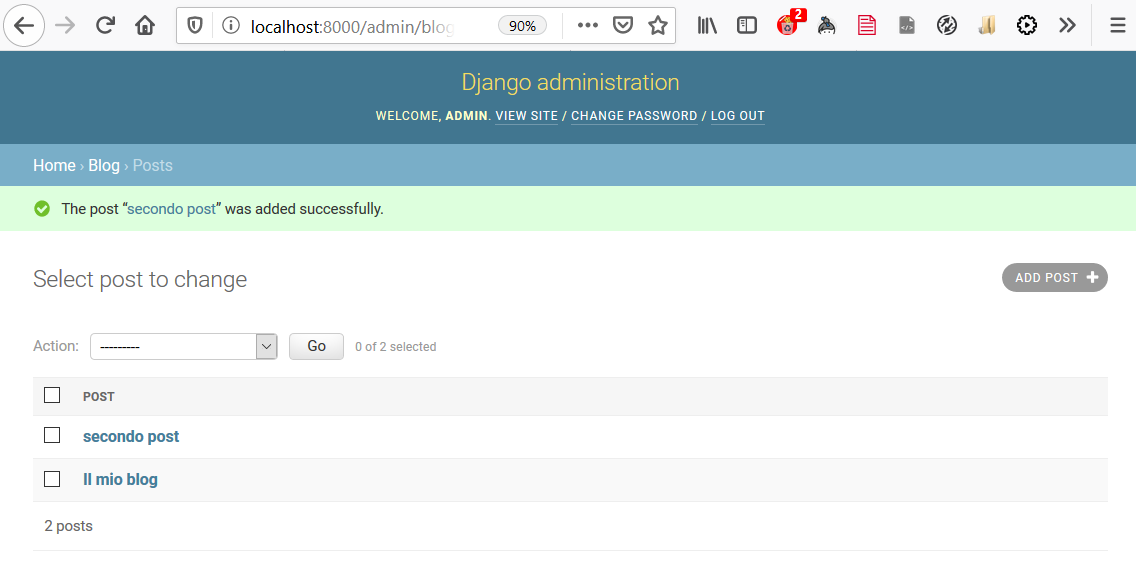 localhost:8000/admin/blog
90%
2
Django administration
WELCOME, ADMIN. VIEW SITE / CHANGE PASSWORD / LOG OUT
Home › Blog › Posts
The post “secondo post” was added successfully.
Select post to change
ADD POST
Action: --------- Go 0 of 2 selected
POST
secondo post
Il mio blog
2 posts